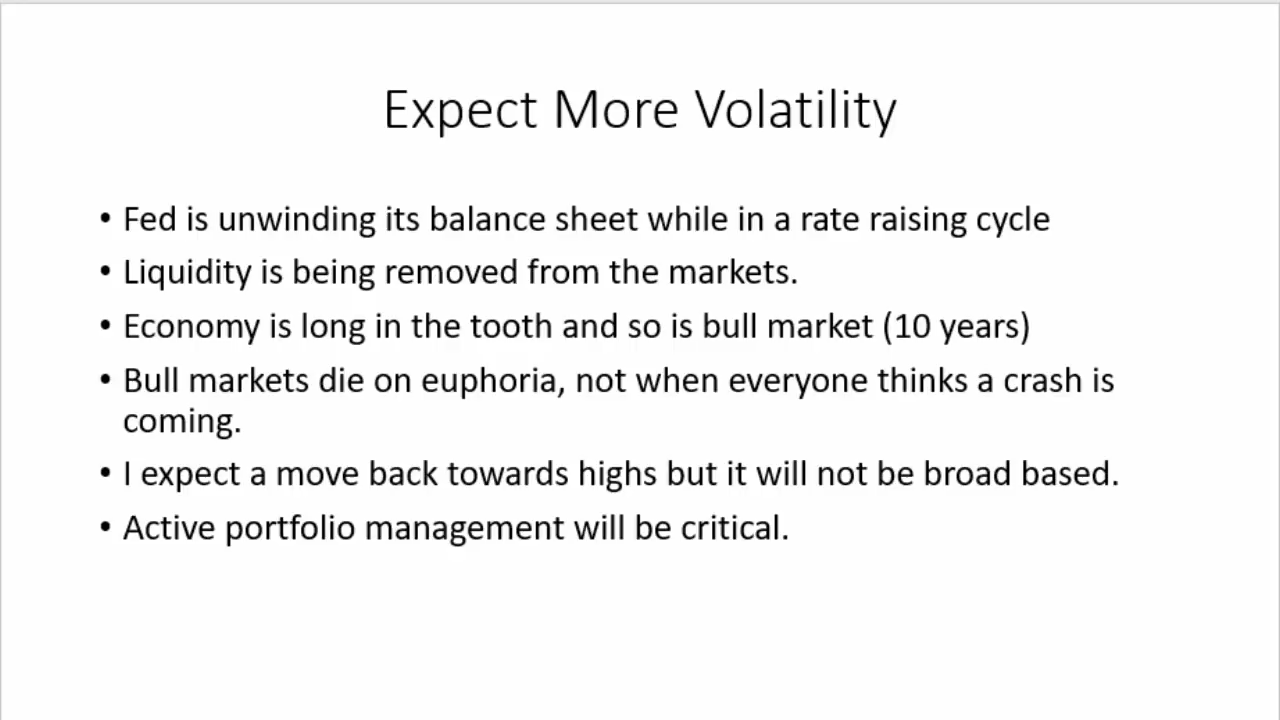 Expect More Volatility
• Fed is unwinding its balance sheet while in a rate raising cycle
• Liquidity is being removed from the markets.
• Economy is long in the tooth and so is bull market (10 years)
• Bull markets die on euphoria, not when everyone thinks a crash is
coming.
• I expect a move back towards highs but it will not be broad based.
• Active portfolio management will be critical.